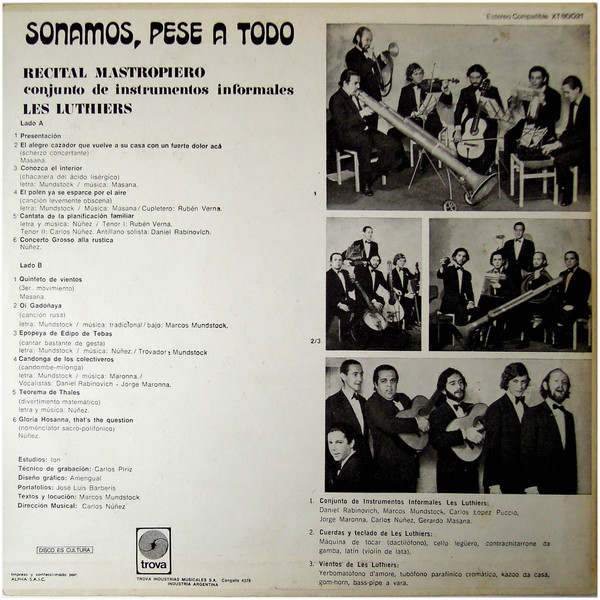 Estereo Compatible XT 80021
SONAMOS, PESE A TODO
RECITAL MASTROPIERO
conjunto de instrumentos informales
LES LUTHIERS
Lado A
1 Presentación
2 El alegre cazador que vuelve a su casa con un fuerte dolor acá
(scherzo concertante)
Masana.
3 Conozca el interior
(chacarera del ácido lisérgico)
letra: Mundstock / música: Masana.
4 El polen ya se esparce por el aire
(canción levemente obscena)
letra: Mundstock / Música: Masana/Cupletero: Rubén Verna.
5 Cantata de la planificación familiar
letra y música: Núñez / Tenor I: Rubén Verna.
Tenor II: Carlos Núñez. Antillano solista: Daniel Rabinovich.
6 Concerto Grosso alla rustica
Núñez.
Lado B
1 Quinteto de vientos
(3er. movimiento)
Masana.
2 Oi Gadóñaya
(canción rusa)
letra: Mundstock / música: tradicional/bajo: Marcos Mundstock.
3 Epopeya de Edipo de Tebas
(cantar bastante de gesta)
letra: Mundstock / música: Núñez./Trovador: Mundstock
4 Candonga de los colectiveros
(candombe-milonga)
letra: Mundstock / música: Maronna./
Vocalistas: Daniel Rabinovich - Jorge Maronna.
5 Teorema de Thales
(divertimento matemático)
letra y música: Núñez.
6 Gloria Hosanna, that's the question
(nomenclátor sacro-polifónico)
Núñez.
Estudios: Ion
Técnico de grabación: Carlos Piriz
Diseño gráfico: Amengual
Portafolios: José Luis Barberis
Textos y locución: Marcos Mundstock
Dirección Musical: Carlos Núñez
DISCO ES CULTURA
Impreso y confeccionado por:
ALPHA S.A.I.C.
trova
TROVA INDUSTRIAS MUSICALES S.A. Cangallo 4378
INDUSTRIA ARGENTINA
1
2/3
1. Conjunto de Instrumentos Informales Les Luthiers:
Daniel Rabinovich, Marcos Mundstock, Carlos López Puccio,
Jorge Maronna, Carlos Núñez, Gerardo Masana.
2. Cuerdas y teclado de Les Luthiers:
Máquina de tocar (dactilófono), cello legüero, contrachitarrone da
gamba, latín (violín de lata).
3. Vientos de Les Luthiers:
Yerbomatófono d'amore, tubófono parafínico cromático, kazoo da casa,
gom-horn, bass-pipe a vara.